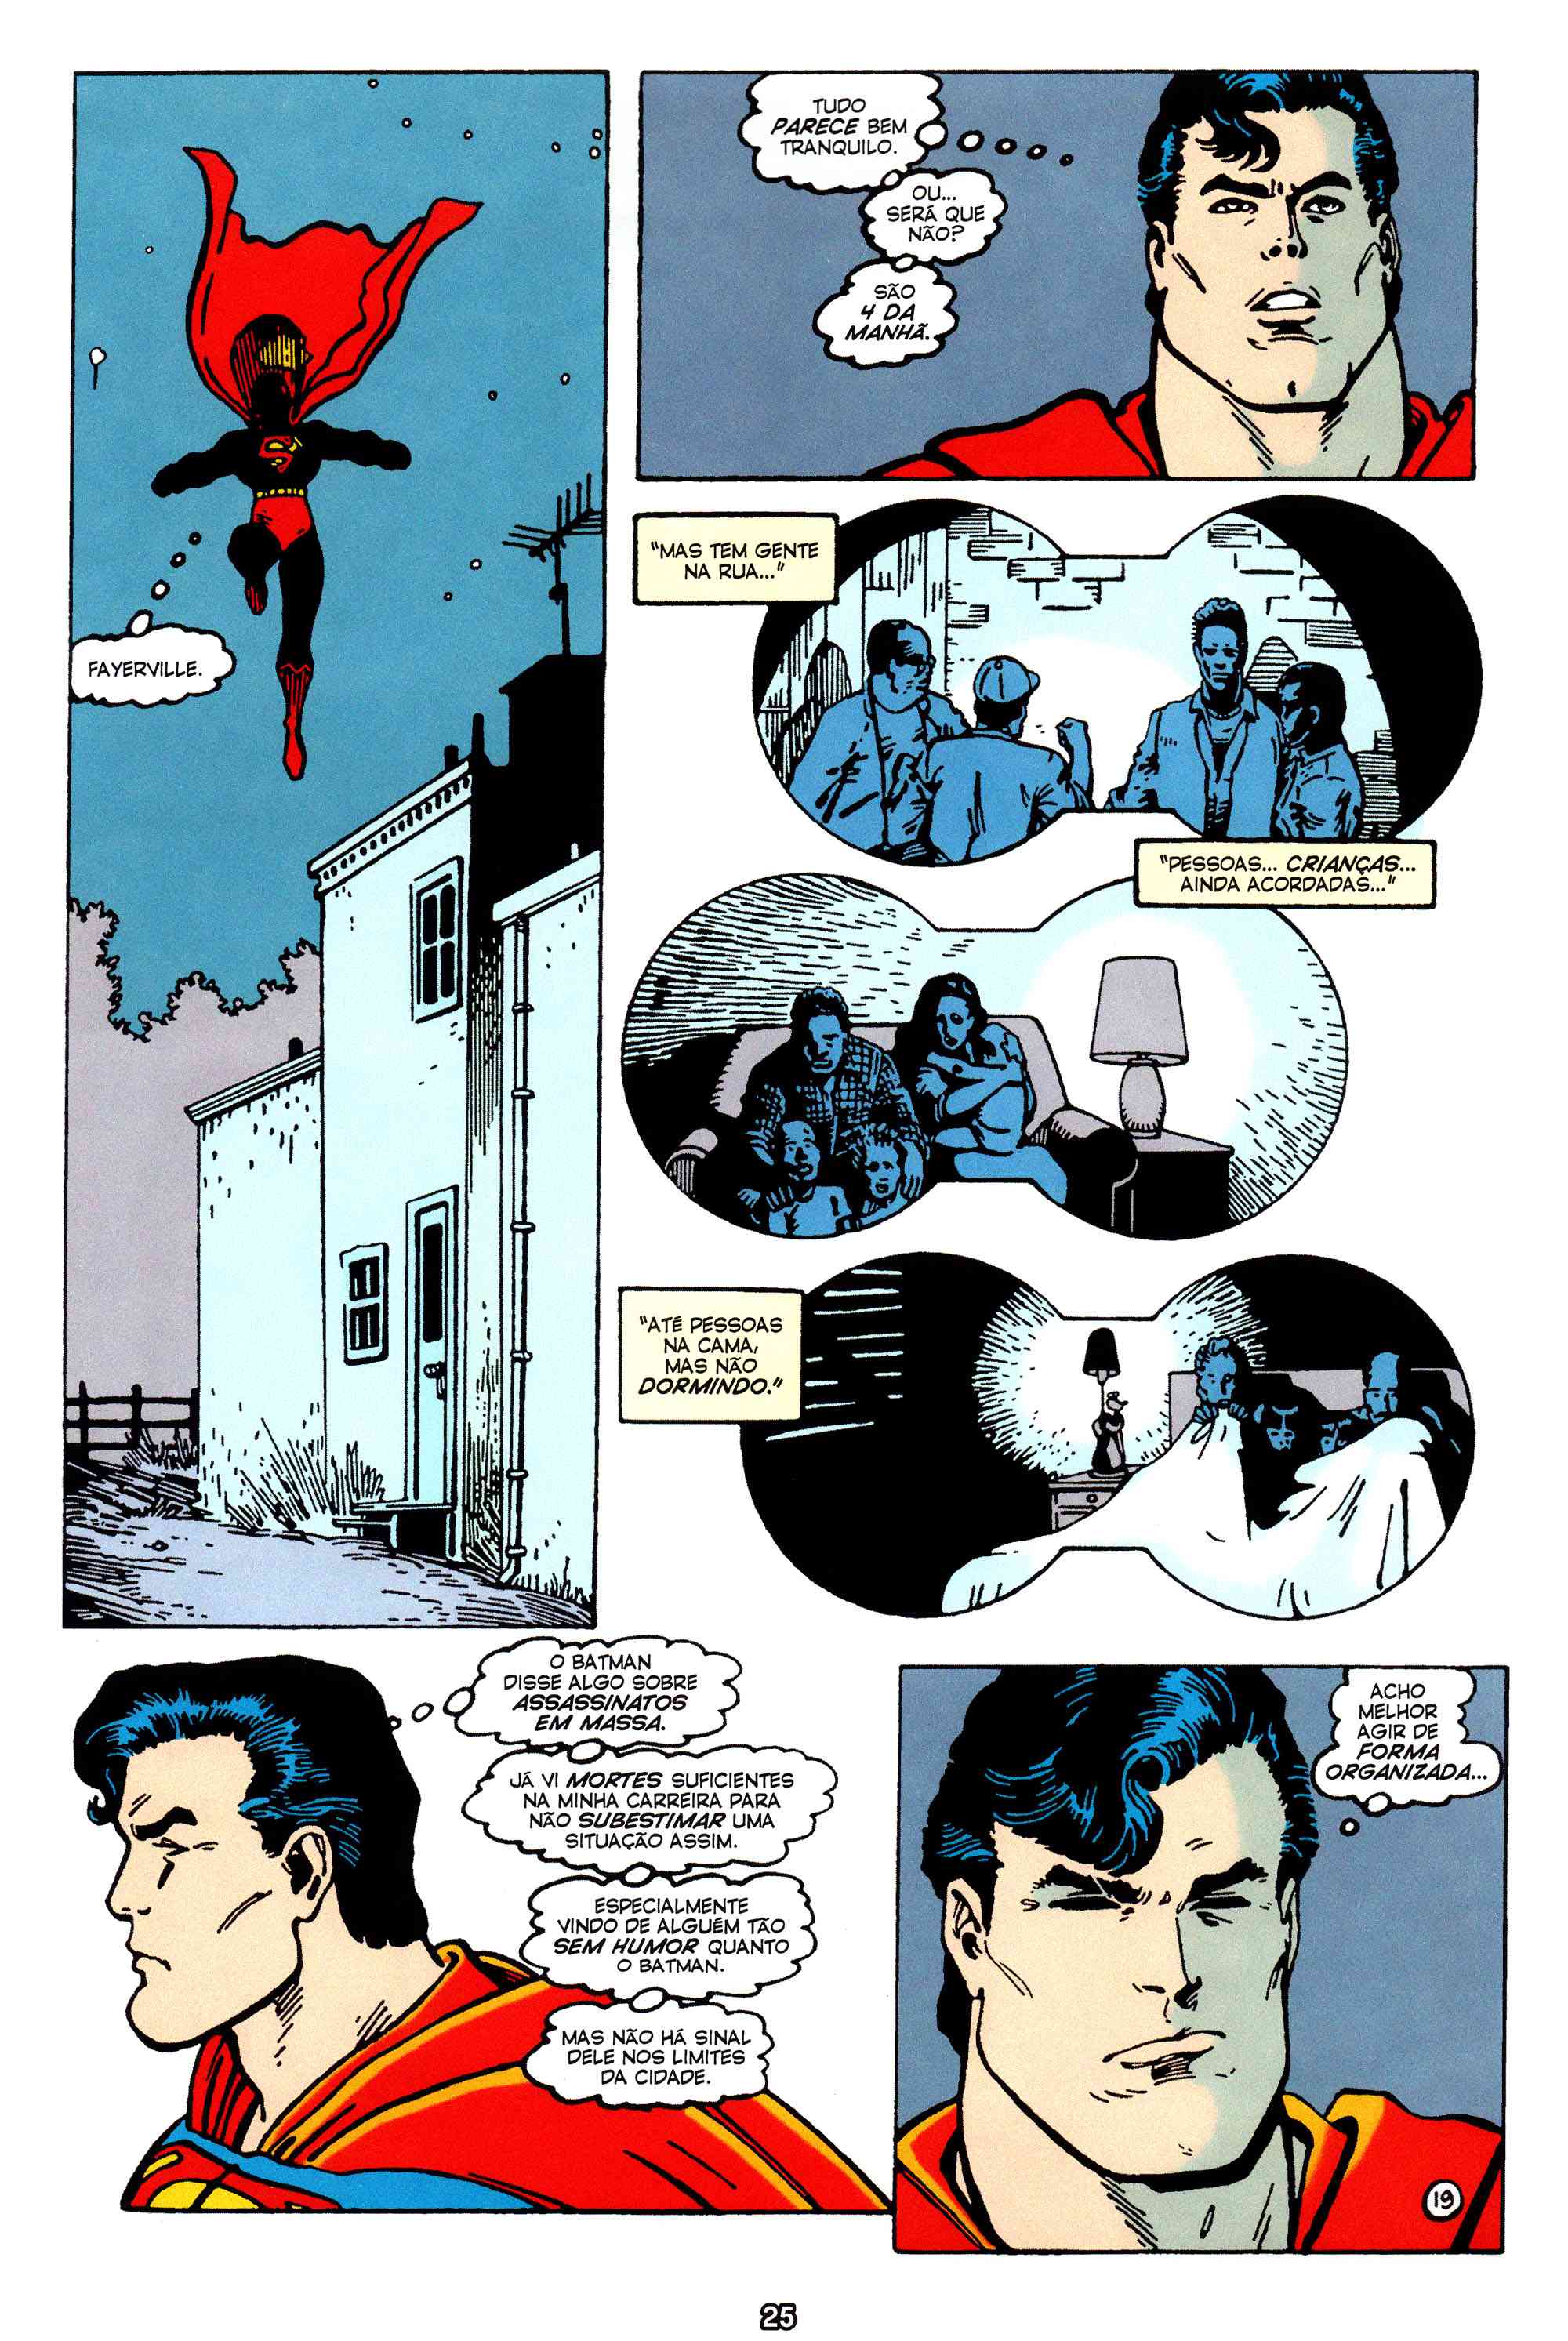 FAYERVILLE.
TUDO
PARECE BEM
TRANQUILO.
OU...
SERÁ QUE
NÃO?
SÃO
4 DA
MANHÃ.
"MAS TEM GENTE
NA RUA..."
"PESSOAS... CRIANÇAS...
AINDA ACORDADAS..."
"ATÉ PESSOAS
NA CAMA,
MAS NÃO
DORMINDO."
O BATMAN
DISSE ALGO SOBRE
ASSASSINATOS
EM MASSA.
JÁ VI MORTES SUFICIENTES
NA MINHA CARREIRA PARA
NÃO SUBESTIMAR UMA
SITUAÇÃO ASSIM.
ESPECIALMENTE
VINDO DE ALGUÉM TÃO
SEM HUMOR QUANTO
O BATMAN.
MAS NÃO HÁ SINAL
DELE NOS LIMITES
DA CIDADE.
ACHO
MELHOR
AGIR DE
FORMA
ORGANIZADA...
19
25